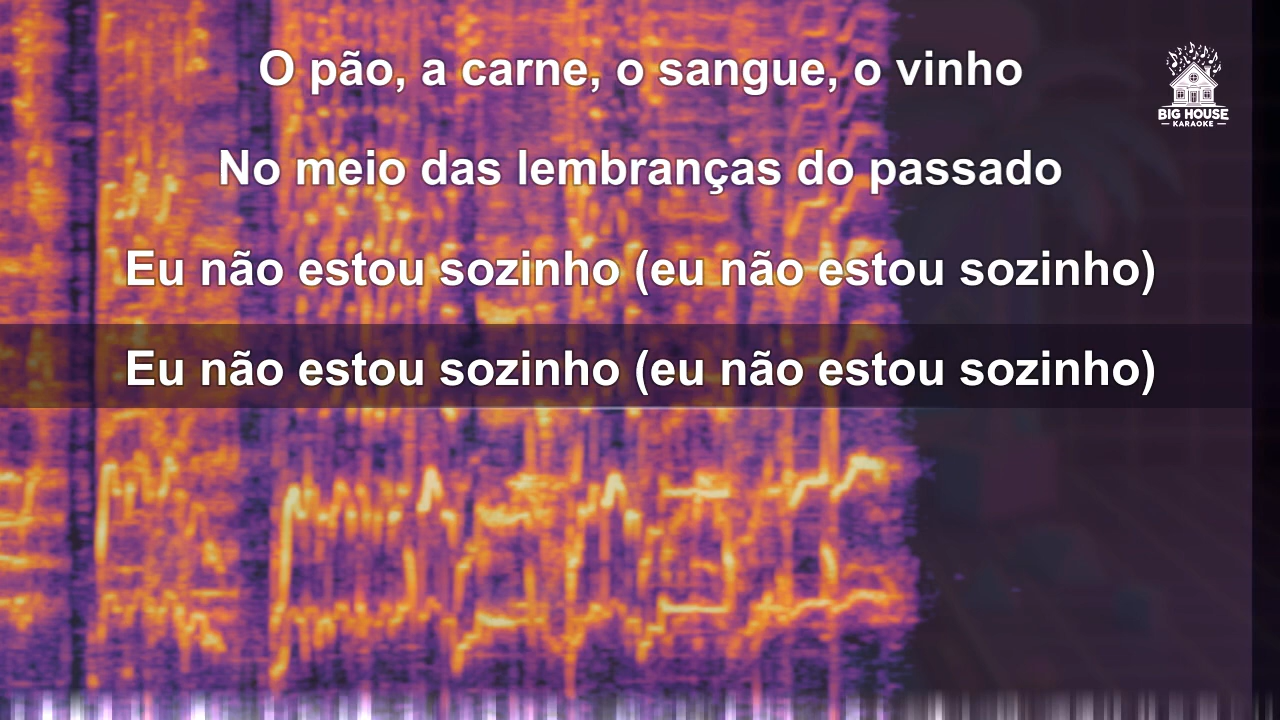 O pão, a carne, o sangue, o vinho
No meio das lembranças do passado
Eu não estou sozinho (eu não estou sozinho)
Eu não estou sozinho (eu não estou sozinho)
BIG HOUSE
KARAOKE